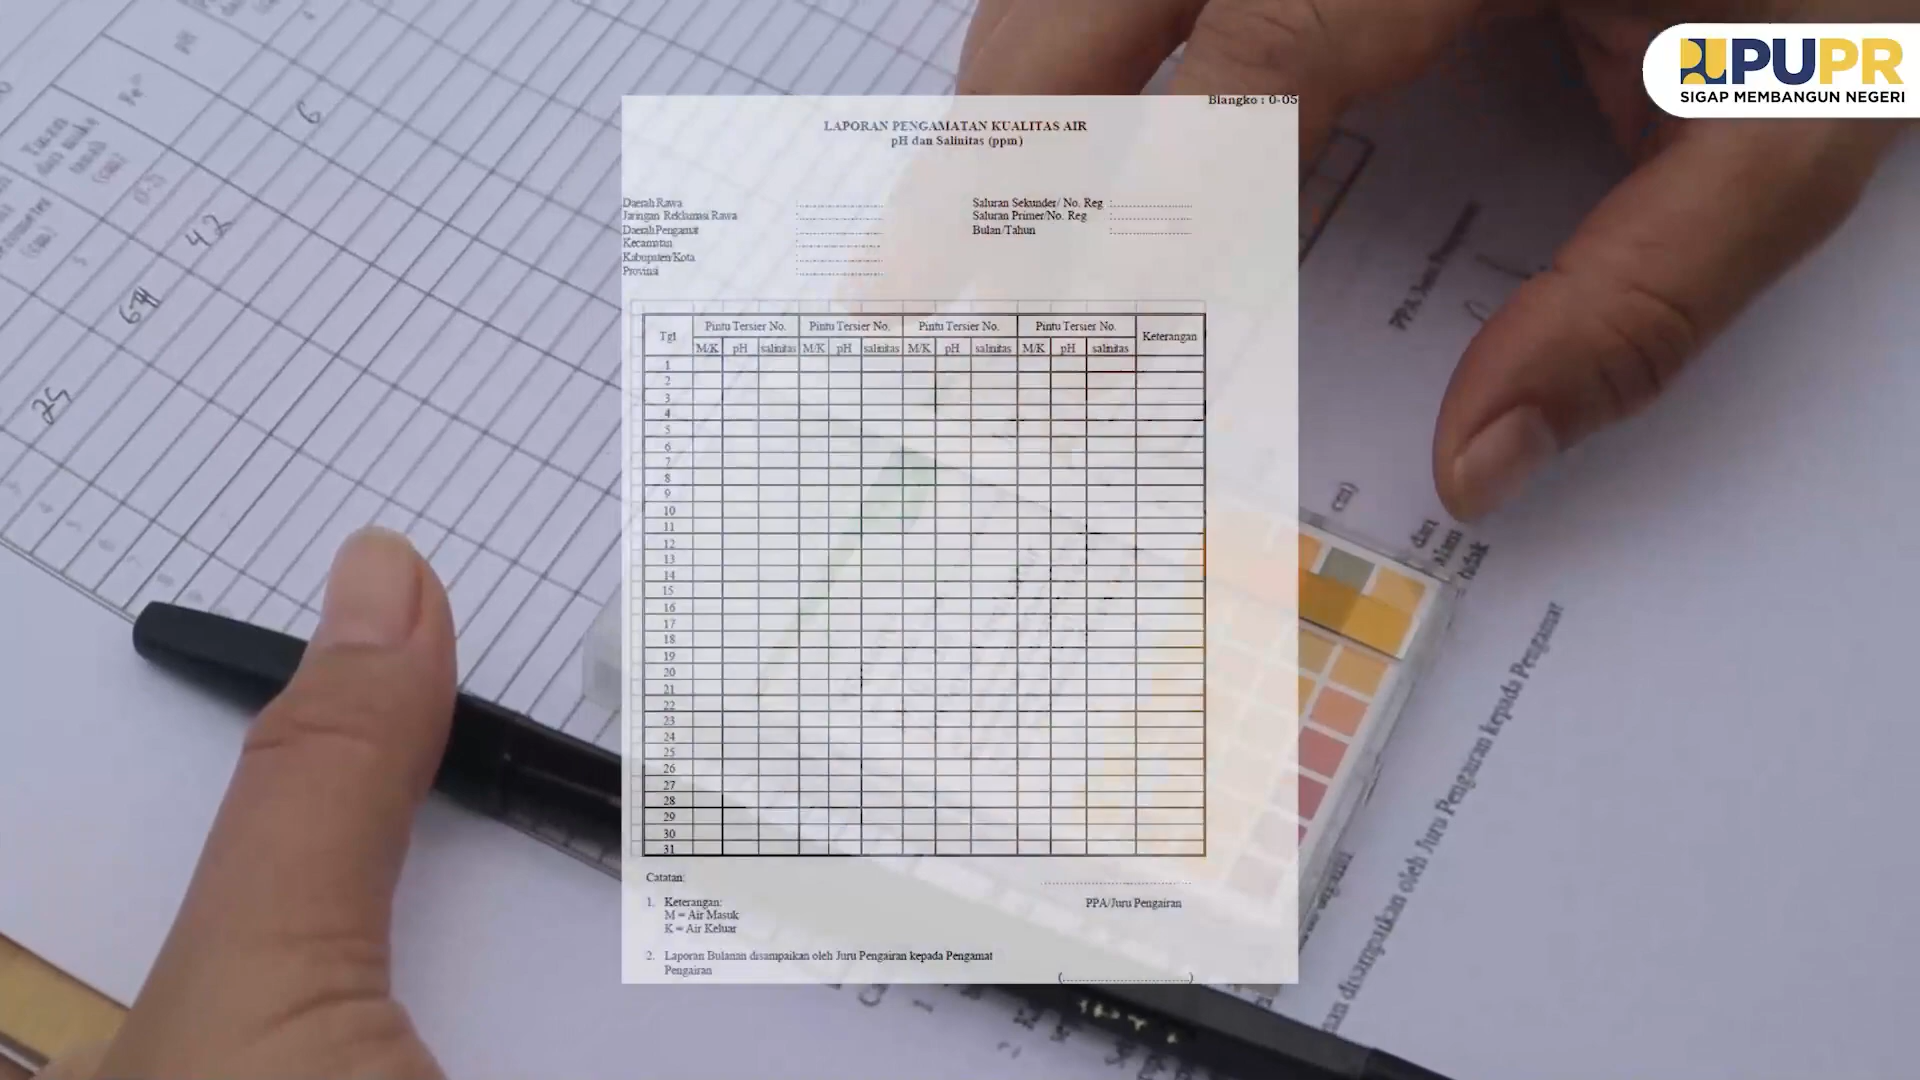 PUPR
SIGAP MEMBANGUN NEGERI
Blangko : 0-05
LAPORAN PENGAMATAN KUALITAS AIR
pH dan Salinitas (ppm)
Daerah Rawa :
Jaringan Reklamasi Rawa :
Daerah Pengamat :
Kecamatan :
Kabupaten/Kota :
Provinsi :
Saluran Sekunder/ No. Reg :
Saluran Primer/No. Reg :
Bulan/Tahun :
Tgl Pintu Tersier No. Pintu Tersier No. Pintu Tersier No. Pintu Tersier No. Keterangan
M/K pH salinitas M/K pH salinitas M/K pH salinitas M/K pH salinitas
1
2
3
4
5
6
7
8
9
10
11
12
13
14
15
16
17
18
19
20
21
22
23
24
25
26
27
28
29
30
31
Catatan:
1. Keterangan:
M = Air Masuk
K = Air Keluar
2. Laporan Bulanan disampaikan oleh Juru Pengairan kepada Pengamat
Pengairan
PPA/Juru Pengairan
(..............................)
pH
6
42
67
25
cm)
dan
alam
tidak
disampaikan oleh Juru Pengairan kepada Pengamat